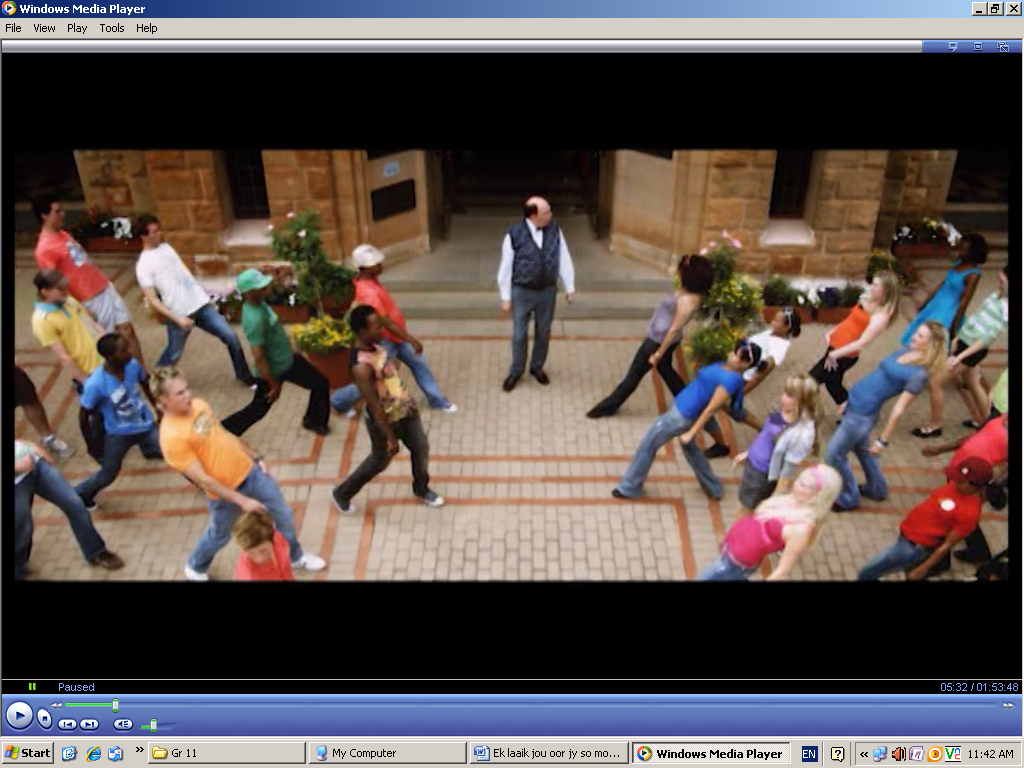 Windows Media Player
File View Play Tools Help
Paused
05:32 / 01:53:48
Start
Gr 11
My Computer
Ek laaik jou oor jy so mo...
Windows Media Player
EN
11:42 AM